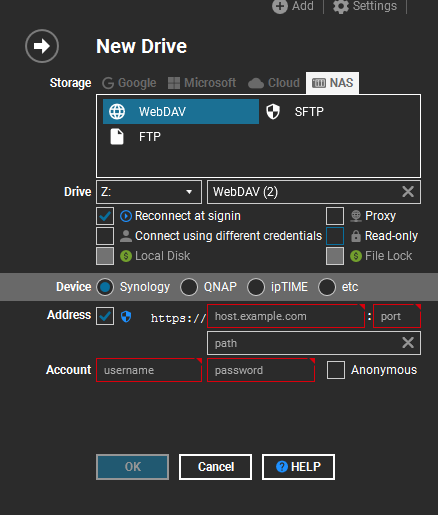 Add Settings
New Drive
Storage Google Microsoft Cloud NAS
WebDAV SFTP
FTP
Drive Z: WebDAV (2)
Reconnect at signin Proxy
Connect using different credentials Read-only
$ Local Disk $ File Lock
Device Synology QNAP ipTIME etc
Address https:// host.example.com : port
path
Account username password Anonymous
OK Cancel ? HELP